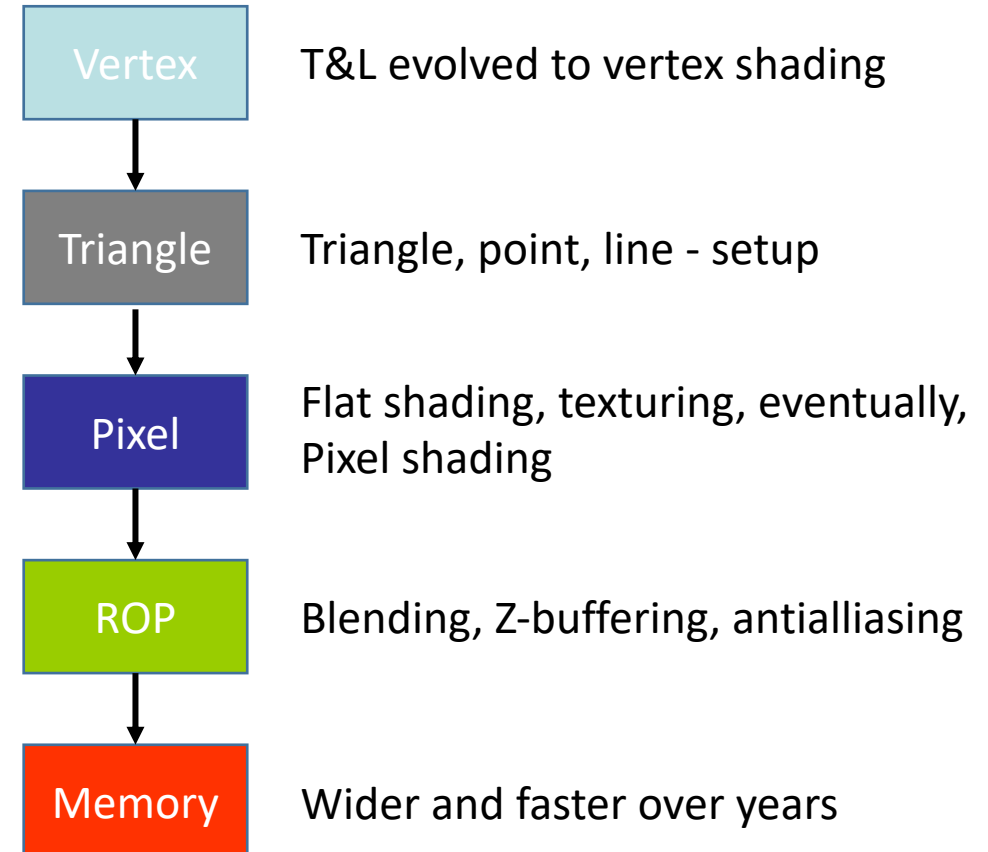 Vertex
T&L evolved to vertex shading
Triangle
Triangle, point, line - setup
Pixel
Flat shading, texturing, eventually,
Pixel shading
ROP
Blending, Z-buffering, antialliasing
Memory
Wider and faster over years